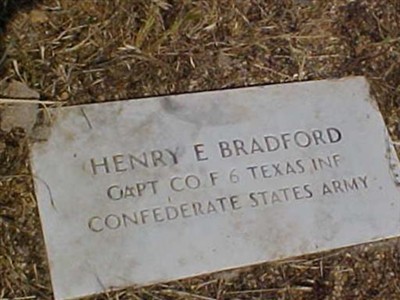 HENRY E BRADFORD
CAPT CO F 6 TEXAS INF
CONFEDERATE STATES ARMY